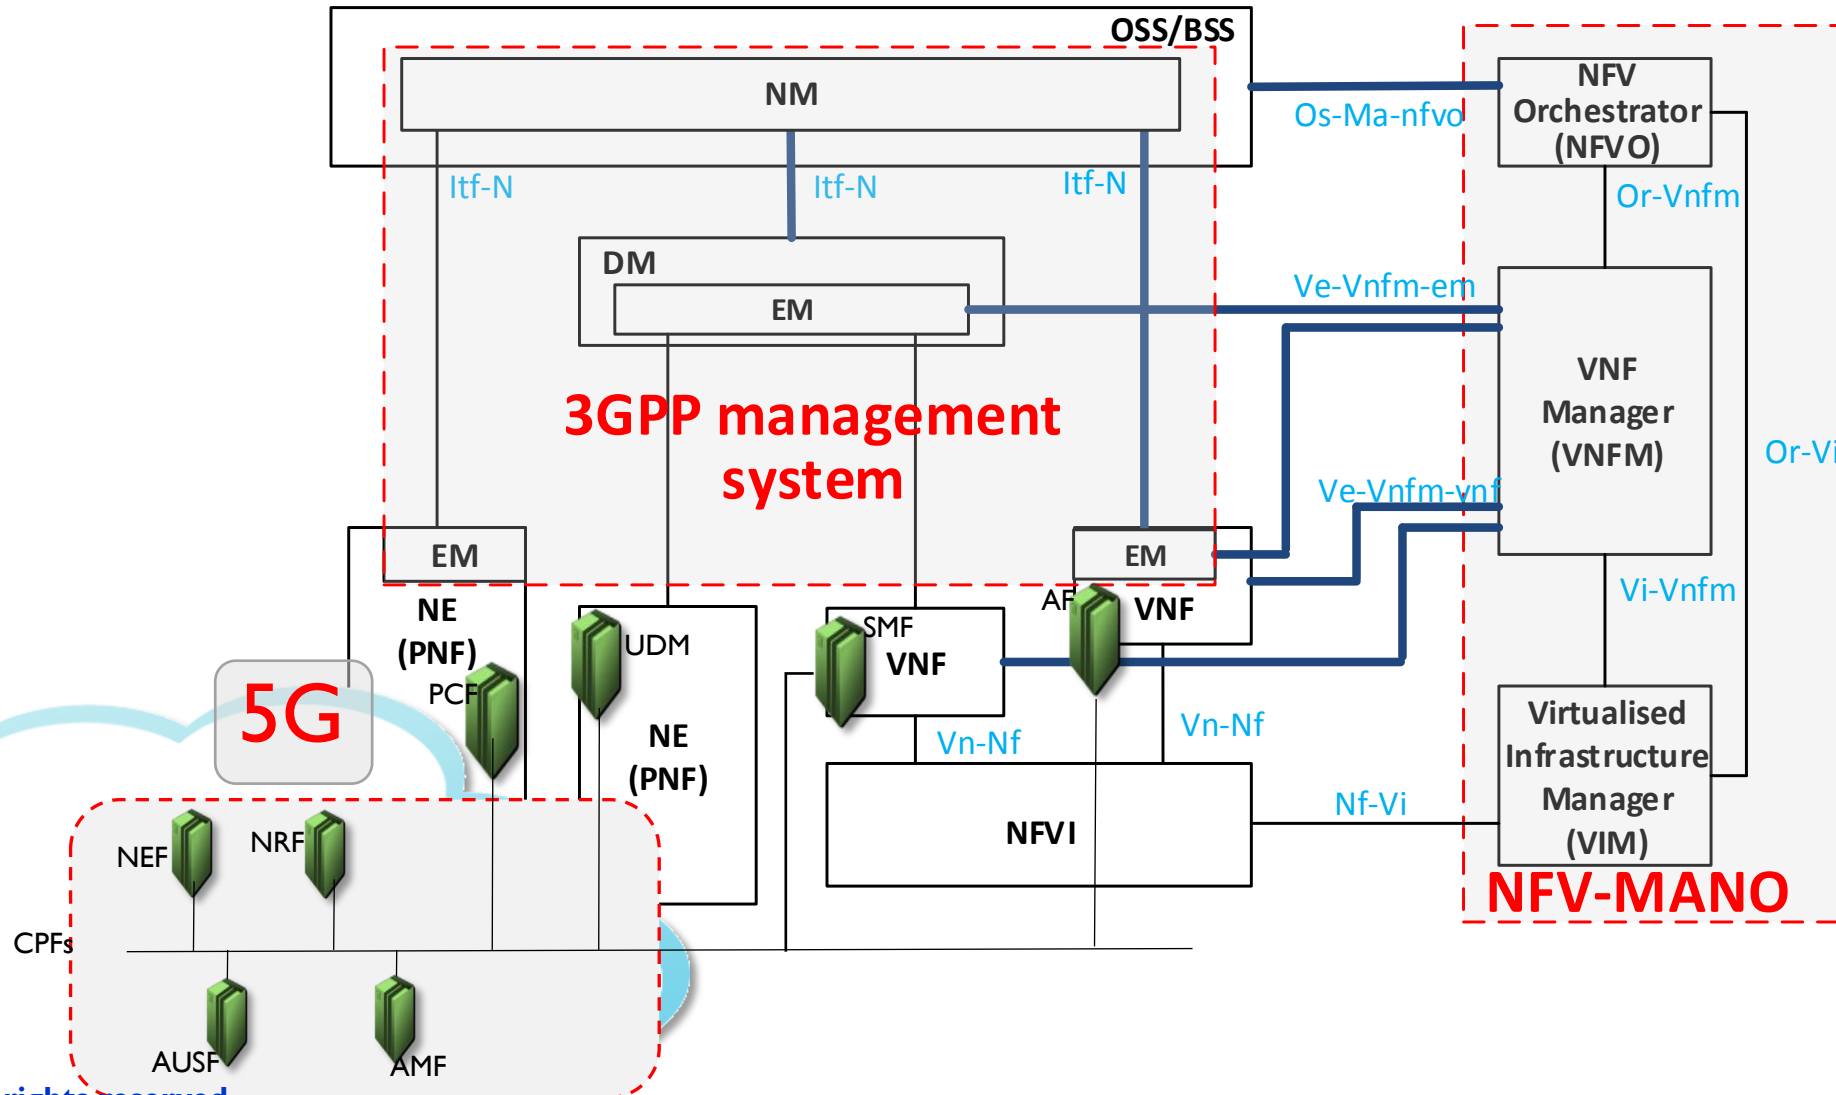 OSS/BSS
NM
Itf-N
Itf-N
Itf-N
DM
EM
3GPP management
system
EM
NE
(PNF)
PCF
UDM
NE
(PNF)
SMF
VNF
AF
EM
VNF
Vn-Nf
Vn-Nf
NFVI
Os-Ma-nfvo
Ve-Vnfm-em
Ve-Vnfm-vnf
Nf-Vi
NFV
Orchestrator
(NFVO)
Or-Vnfm
VNF
Manager
(VNFM)
Or-Vi
Vi-Vnfm
Virtualised
Infrastructure
Manager
(VIM)
NFV-MANO
5G
NEF
NRF
CPFs
AUSF
AMF
rights reserved